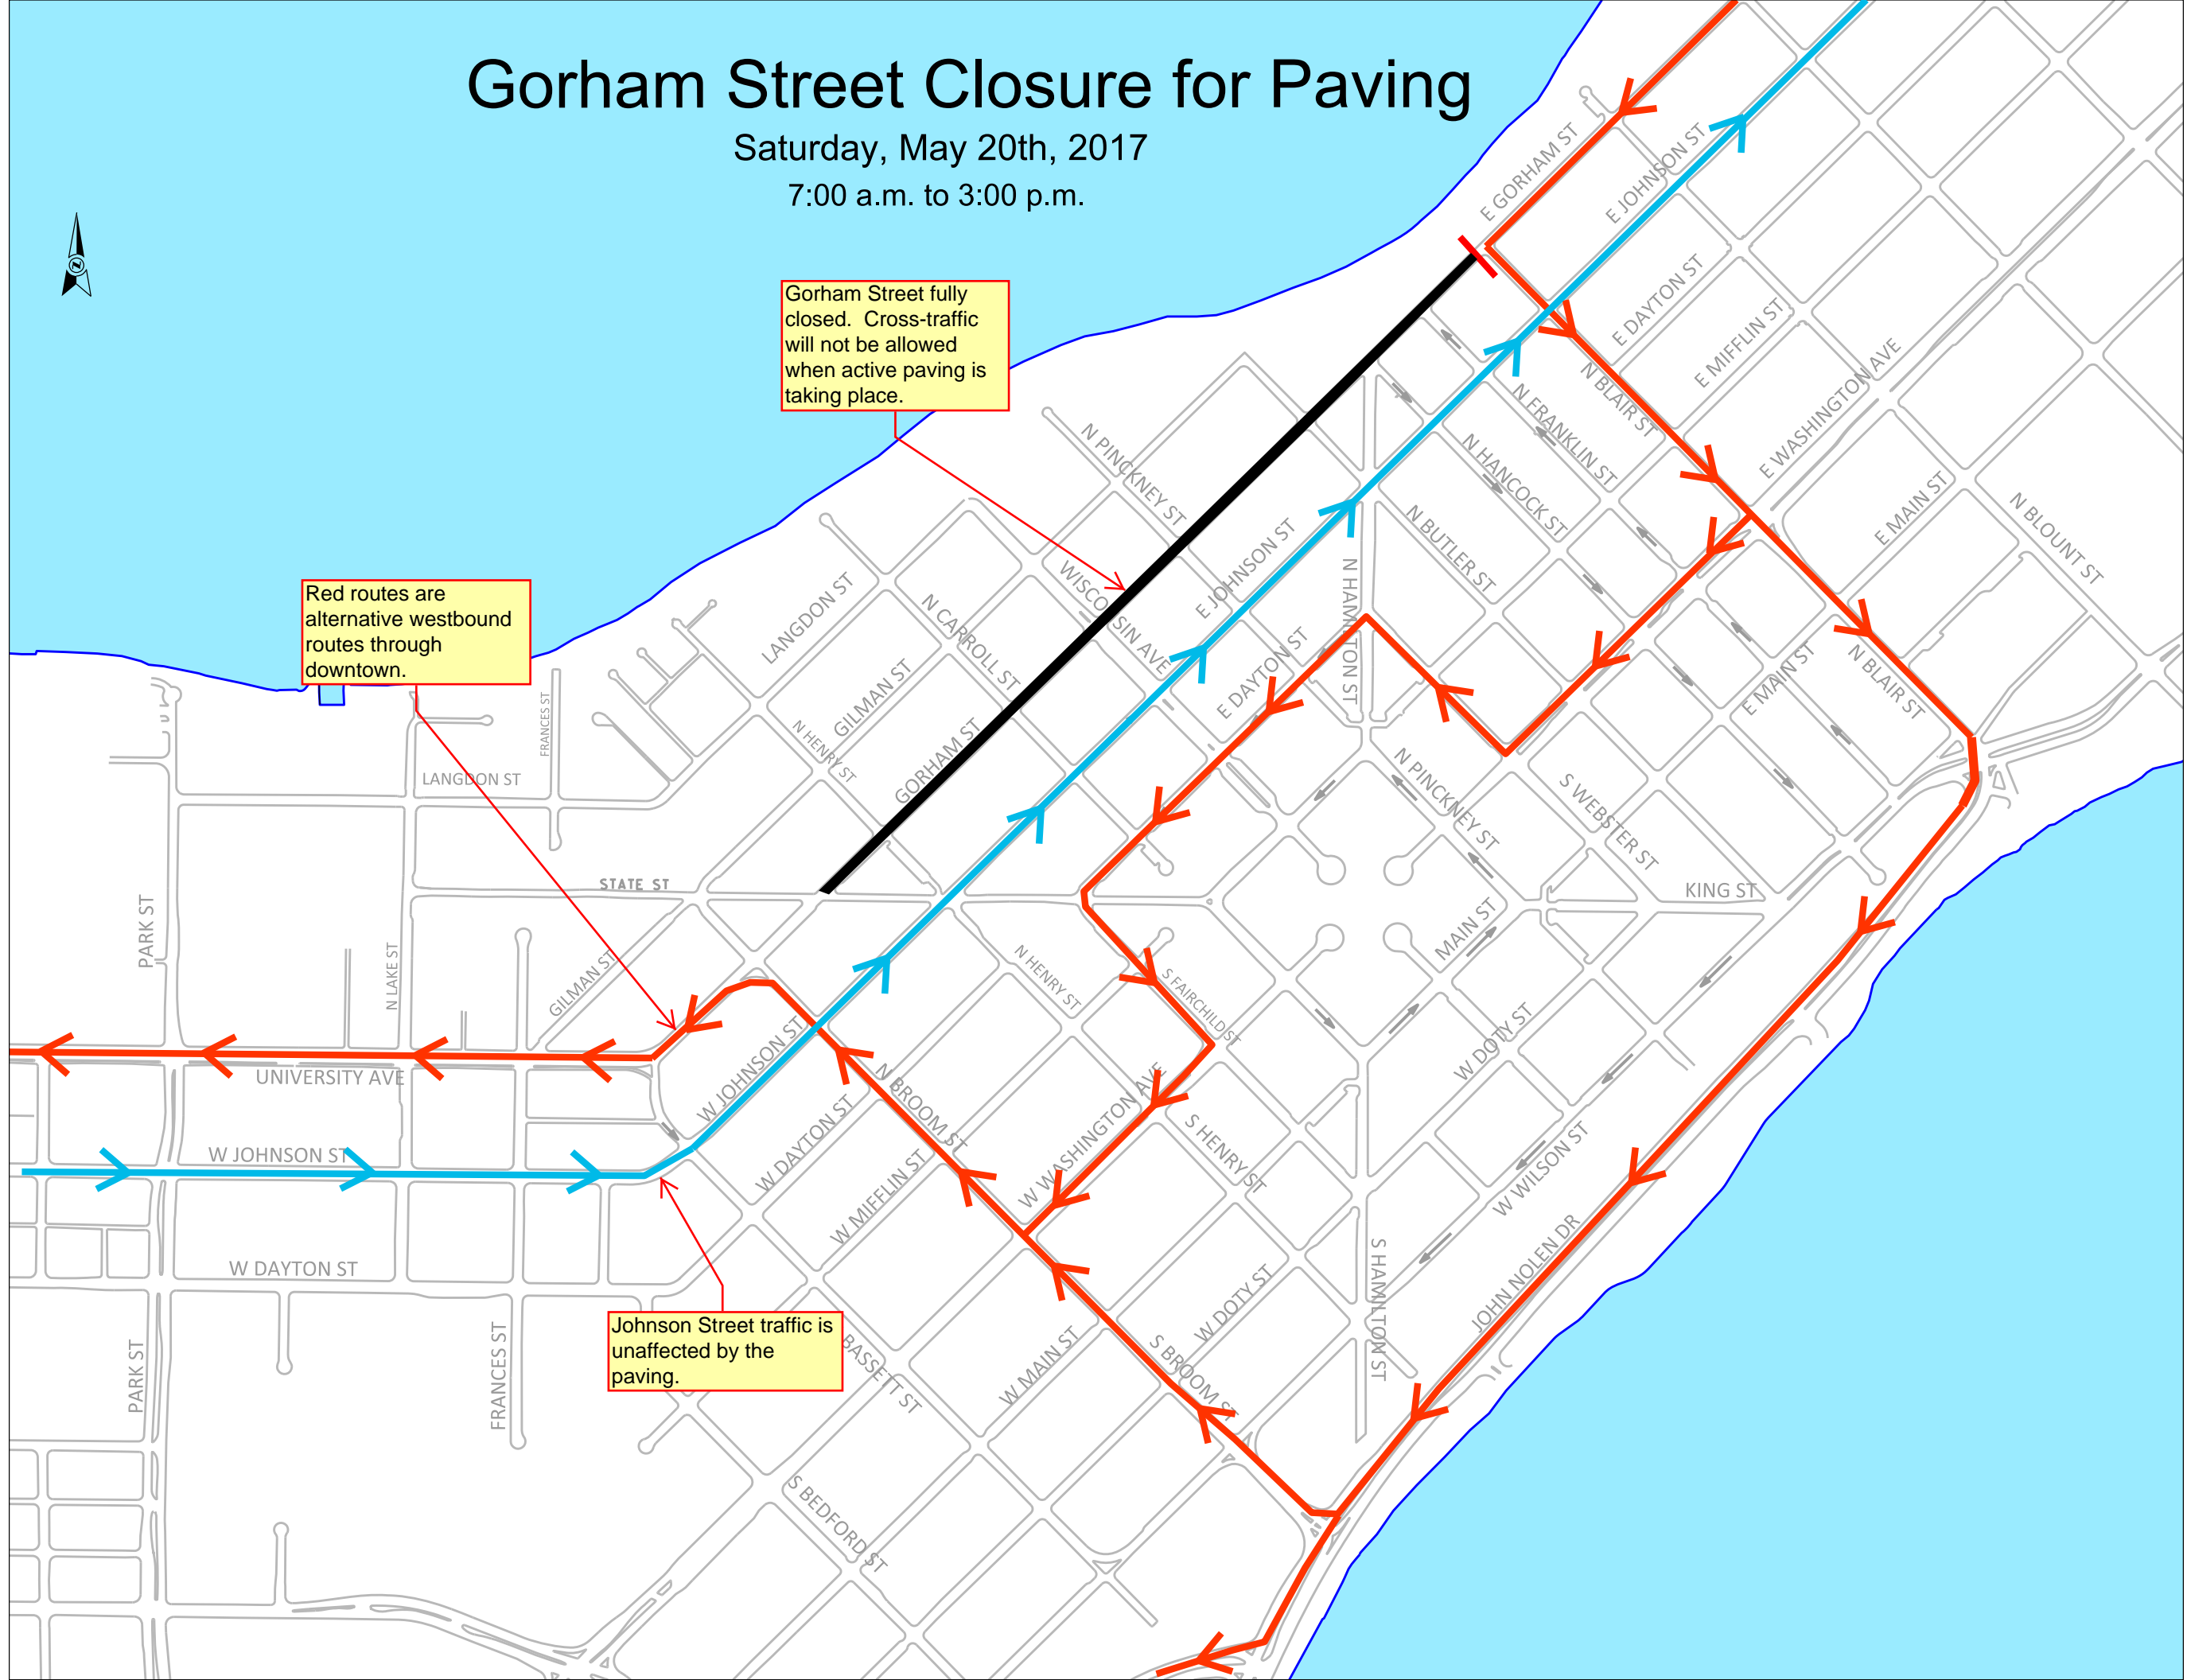 Gorham Street Closure for Paving
Saturday, May 20th, 2017
7:00 a.m. to 3:00 p.m.
N
Gorham Street fully
closed.  Cross-traffic
will not be allowed
when active paving is
taking place.
Red routes are
alternative westbound
routes through
downtown.
Johnson Street traffic is
unaffected by the
paving.
E GORHAM ST
E JOHNSON ST
E DAYTON ST
E MIFFLIN ST
E WASHINGTON AVE
N BLAIR ST
N FRANKLIN ST
N HANCOCK ST
N BUTLER ST
E MAIN ST
N BLOUNT ST
N PINCKNEY ST
WISCONSIN AVE
E JOHNSON ST
N HAMILTON ST
E DAYTON ST
LANGDON ST
N CARROLL ST
GILMAN ST
N HENRY ST
GORHAM ST
FRANCES ST
LANGDON ST
E MAIN ST
N BLAIR ST
N PINCKNEY ST
S WEBSTER ST
KING ST
STATE ST
PARK ST
N LAKE ST
GILMAN ST
MAIN ST
N HENRY ST
S FAIRCHILD ST
W DOTY ST
UNIVERSITY AVE
W JOHNSON ST
W JOHNSON ST
N BROOM ST
W DAYTON ST
W WASHINGTON AVE
S HENRY ST
W MIFFLIN ST
W WILSON ST
JOHN NOLEN DR
W DAYTON ST
S HAMILTON ST
W DOTY ST
PARK ST
FRANCES ST
BASSETT ST
W MAIN ST
S BROOM ST
S BEDFORD ST